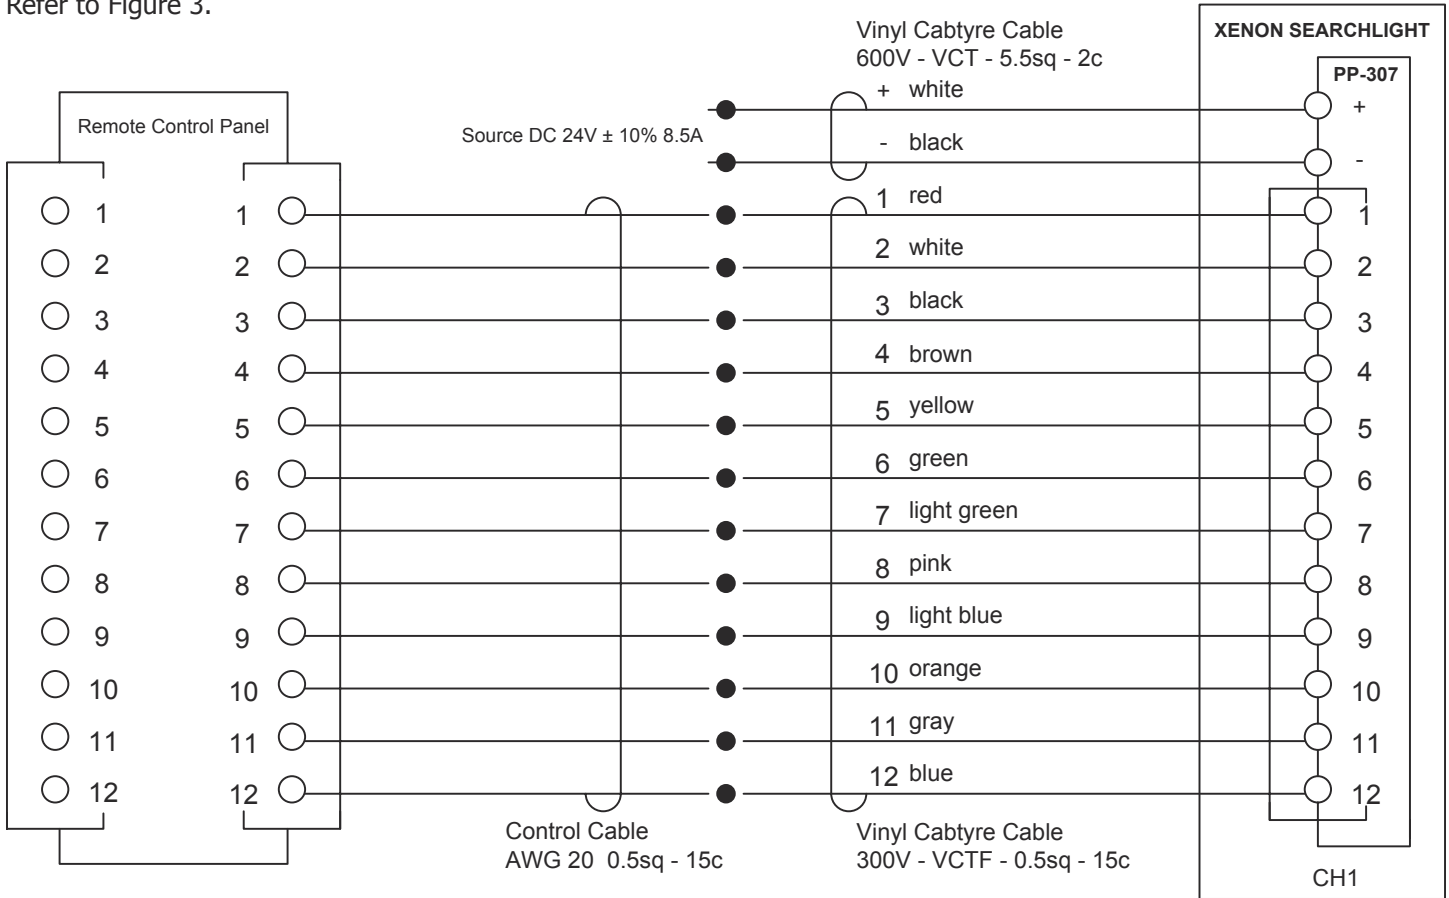 Refer to Figure 3.
Vinyl Cabtyre Cable
600V - VCT - 5.5sq - 2c
XENON SEARCHLIGHT
PP-307
Remote Control Panel
Source DC 24V ± 10% 8.5A
+ white
+
- black
-
1 1 1 red 1
2 2 2 white 2
3 3 3 black 3
4 4 4 brown 4
5 5 5 yellow 5
6 6 6 green 6
7 7 7 light green 7
8 8 8 pink 8
9 9 9 light blue 9
10 10 10 orange 10
11 11 11 gray 11
12 12 12 blue 12
Control Cable
AWG 20 0.5sq - 15c
Vinyl Cabtyre Cable
300V - VCTF - 0.5sq - 15c
CH1